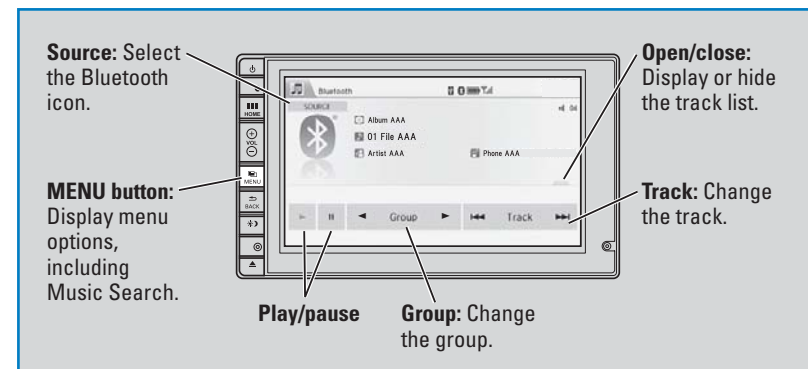 Source: Select
the Bluetooth
icon.
Open/close:
Display or hide
the track list.
Bluetooth
SOURCE
04
HOME
Album AAA
VOL
01 File AAA
Artist AAA
Phone AAA
MENU button:
Display menu
options,
including
Music Search.
MENU
BACK
Group
Track
Track: Change
the track.
Play/pause
Group: Change
the group.